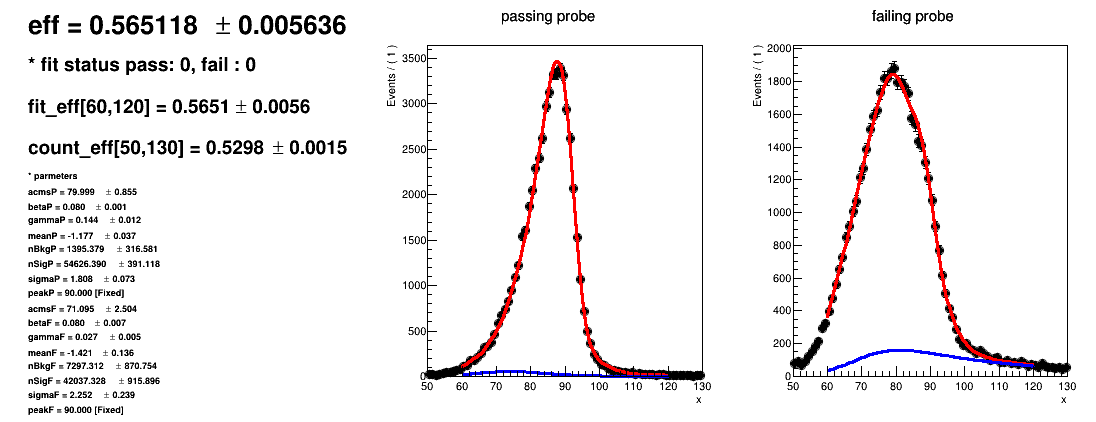 eff = 0.565118 ± 0.005636
* fit status pass: 0, fail : 0
fit_eff[60,120] = 0.5651 ± 0.0056
count_eff[50,130] = 0.5298 ± 0.0015
* parmeters
acmsP = 79.999 ± 0.855
betaP = 0.080 ± 0.001
gammaP = 0.144 ± 0.012
meanP = -1.177 ± 0.037
nBkgP = 1395.379 ± 316.581
nSigP = 54626.390 ± 391.118
sigmaP = 1.808 ± 0.073
peakP = 90.000 [Fixed]
acmsF = 71.095 ± 2.504
betaF = 0.080 ± 0.007
gammaF = 0.027 ± 0.005
meanF = -1.421 ± 0.136
nBkgF = 7297.312 ± 870.754
nSigF = 42037.328 ± 915.896
sigmaF = 2.252 ± 0.239
peakF = 90.000 [Fixed]
passing probe
Events / ( 1 )
3500
3000
2500
2000
1500
1000
500
0
50 60 70 80 90 100 110 120 130
x
failing probe
Events / ( 1 )
2000
1800
1600
1400
1200
1000
800
600
400
200
0
50 60 70 80 90 100 110 120 130
x